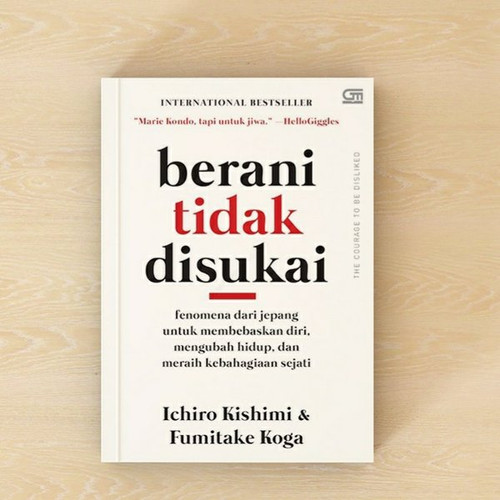 INTERNATIONAL BESTSELLER
"Marie Kondo, tapi untuk jiwa." —HelloGiggles
berani
tidak
disukai
THE COURAGE TO BE DISLIKED
fenomena dari jepang
untuk membebaskan diri,
mengubah hidup, dan
meraih kebahagiaan sejati
Ichiro Kishimi &
Fumitake Koga